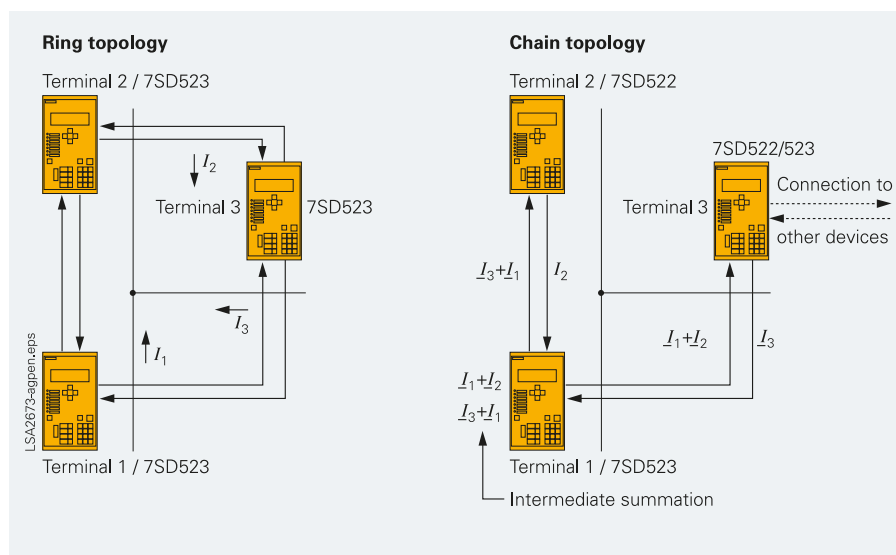 Ring topology
Terminal 2 / 7SD523
I2
Terminal 3
7SD523
I3
I1
LSA2673-agpen.eps
Terminal 1 / 7SD523
Chain topology
Terminal 2 / 7SD522
7SD522/523
Connection to
Terminal 3
other devices
I3+I1
I2
I1+I2
I3
I1+I2
I3+I1
Terminal 1 / 7SD523
Intermediate summation